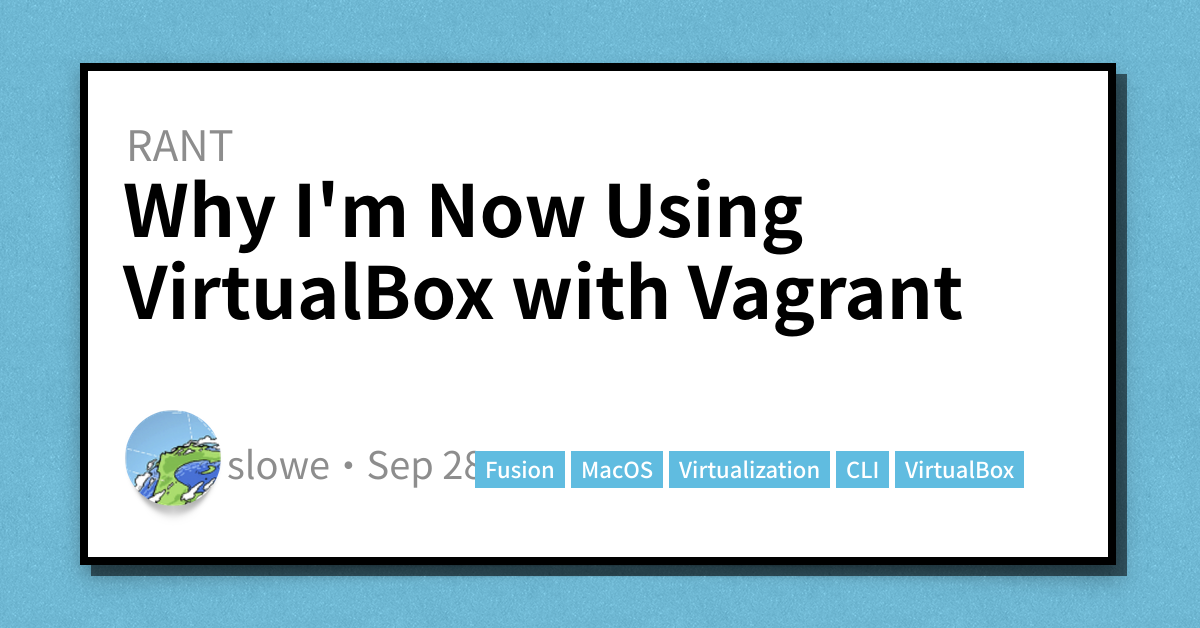 RANT
Why I'm Now Using
VirtualBox with Vagrant
slowe • Sep 28 Fusion MacOS Virtualization CLI VirtualBox